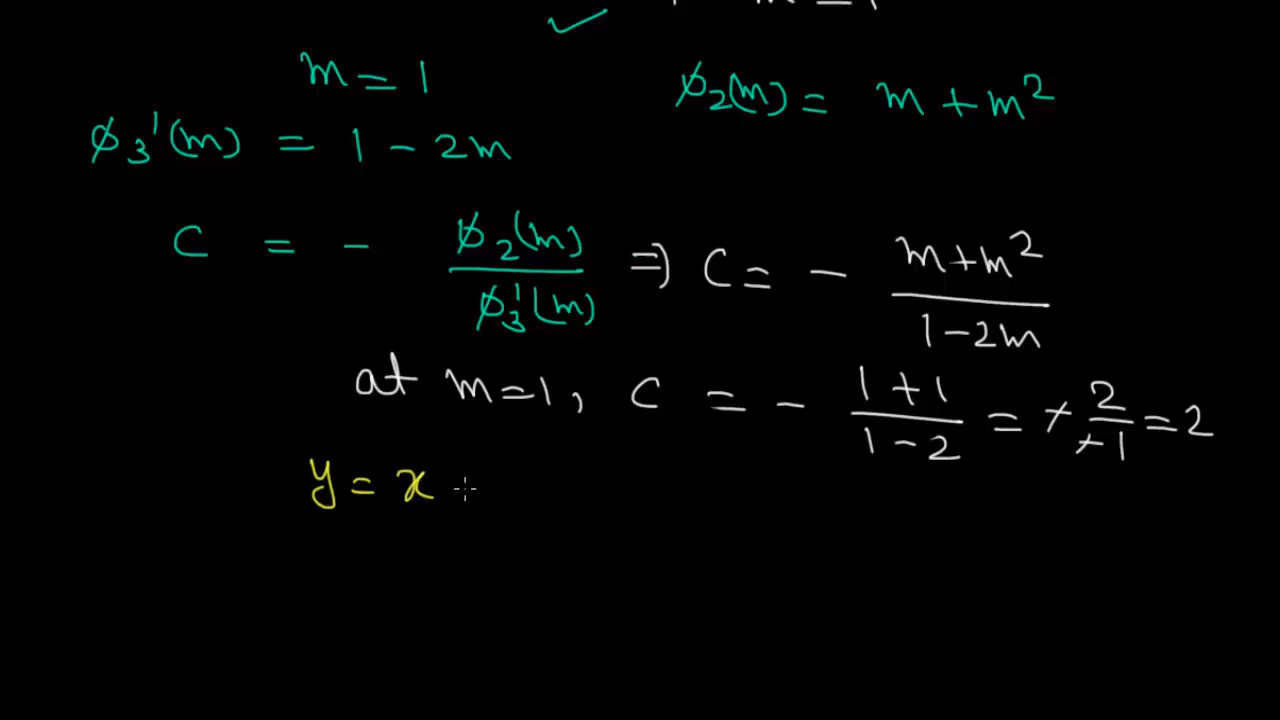 m = 1
ϕ₂(m) = m + m²
ϕ₃'(m) = 1 - 2m
C = - ϕ₂(m) / ϕ₃'(m) ⇒ C = - (m+m²) / (1-2m)
at m=1, C = - (1+1) / (1-2) = + 2 / +1 = 2
y = x